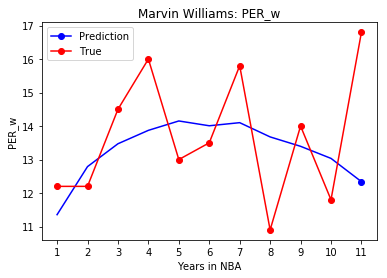 Marvin Williams: PER_w
Prediction
True
PER_w
17
16
15
14
13
12
11
1 2 3 4 5 6 7 8 9 10 11
Years in NBA